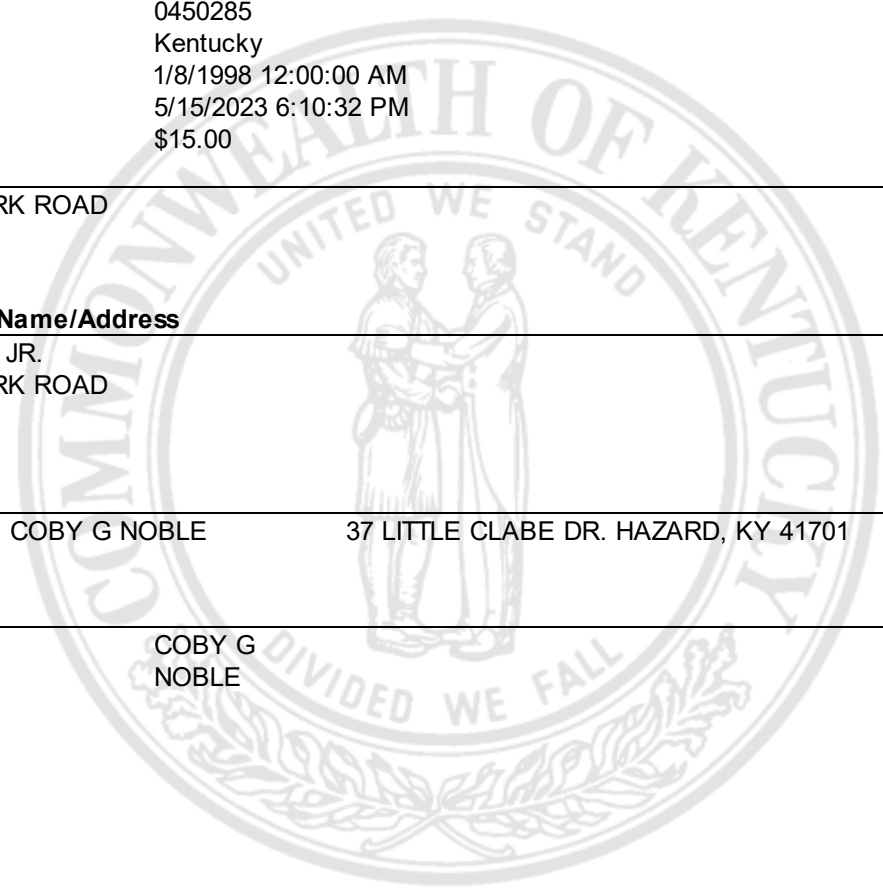 0450285
Kentucky
1/8/1998 12:00:00 AM
5/15/2023 6:10:32 PM
$15.00
RK ROAD
Name/Address
JR.
RK ROAD
COBY G NOBLE 37 LITTLE CLABE DR. HAZARD, KY 41701
COBY G
NOBLE
COMMONWEALTH OF KENTUCKY
UNITED WE STAND
DIVIDED WE FALL